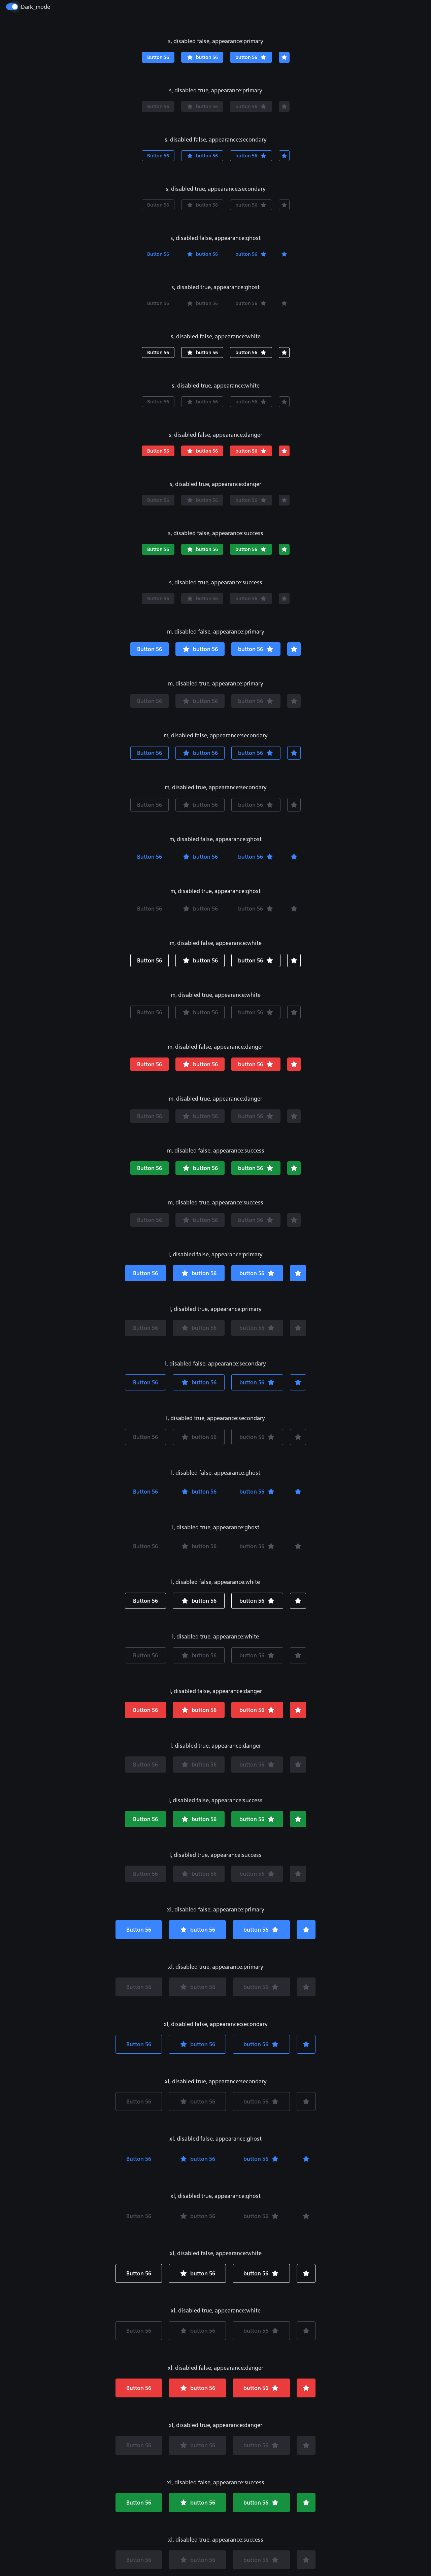 Dark_mode
s, disabled false, appearance:primary
Button 56 button 56 button 56
s, disabled true, appearance:primary
Button 56 button 56 button 56
s, disabled false, appearance:secondary
Button 56 button 56 button 56
s, disabled true, appearance:secondary
Button 56 button 56 button 56
s, disabled false, appearance:ghost
Button 56 button 56 button 56
s, disabled true, appearance:ghost
Button 56 button 56 button 56
s, disabled false, appearance:white
Button 56 button 56 button 56
s, disabled true, appearance:white
Button 56 button 56 button 56
s, disabled false, appearance:danger
Button 56 button 56 button 56
s, disabled true, appearance:danger
Button 56 button 56 button 56
s, disabled false, appearance:success
Button 56 button 56 button 56
s, disabled true, appearance:success
Button 56 button 56 button 56
m, disabled false, appearance:primary
Button 56 button 56 button 56
m, disabled true, appearance:primary
Button 56 button 56 button 56
m, disabled false, appearance:secondary
Button 56 button 56 button 56
m, disabled true, appearance:secondary
Button 56 button 56 button 56
m, disabled false, appearance:ghost
Button 56 button 56 button 56
m, disabled true, appearance:ghost
Button 56 button 56 button 56
m, disabled false, appearance:white
Button 56 button 56 button 56
m, disabled true, appearance:white
Button 56 button 56 button 56
m, disabled false, appearance:danger
Button 56 button 56 button 56
m, disabled true, appearance:danger
Button 56 button 56 button 56
m, disabled false, appearance:success
Button 56 button 56 button 56
m, disabled true, appearance:success
Button 56 button 56 button 56
l, disabled false, appearance:primary
Button 56 button 56 button 56
l, disabled true, appearance:primary
Button 56 button 56 button 56
l, disabled false, appearance:secondary
Button 56 button 56 button 56
l, disabled true, appearance:secondary
Button 56 button 56 button 56
l, disabled false, appearance:ghost
Button 56 button 56 button 56
l, disabled true, appearance:ghost
Button 56 button 56 button 56
l, disabled false, appearance:white
Button 56 button 56 button 56
l, disabled true, appearance:white
Button 56 button 56 button 56
l, disabled false, appearance:danger
Button 56 button 56 button 56
l, disabled true, appearance:danger
Button 56 button 56 button 56
l, disabled false, appearance:success
Button 56 button 56 button 56
l, disabled true, appearance:success
Button 56 button 56 button 56
xl, disabled false, appearance:primary
Button 56 button 56 button 56
xl, disabled true, appearance:primary
Button 56 button 56 button 56
xl, disabled false, appearance:secondary
Button 56 button 56 button 56
xl, disabled true, appearance:secondary
Button 56 button 56 button 56
xl, disabled false, appearance:ghost
Button 56 button 56 button 56
xl, disabled true, appearance:ghost
Button 56 button 56 button 56
xl, disabled false, appearance:white
Button 56 button 56 button 56
xl, disabled true, appearance:white
Button 56 button 56 button 56
xl, disabled false, appearance:danger
Button 56 button 56 button 56
xl, disabled true, appearance:danger
Button 56 button 56 button 56
xl, disabled false, appearance:success
Button 56 button 56 button 56
xl, disabled true, appearance:success
Button 56 button 56 button 56